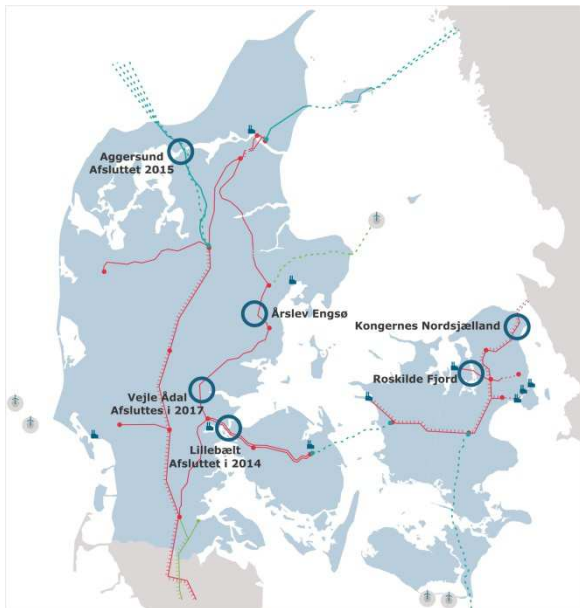 Aggersund
Afsluttet 2015
Årslev Engsø
Kongernes Nordsjælland
Roskilde Fjord
Vejle Ådal
Afsluttes i 2017
Lillebælt
Afsluttet i 2014